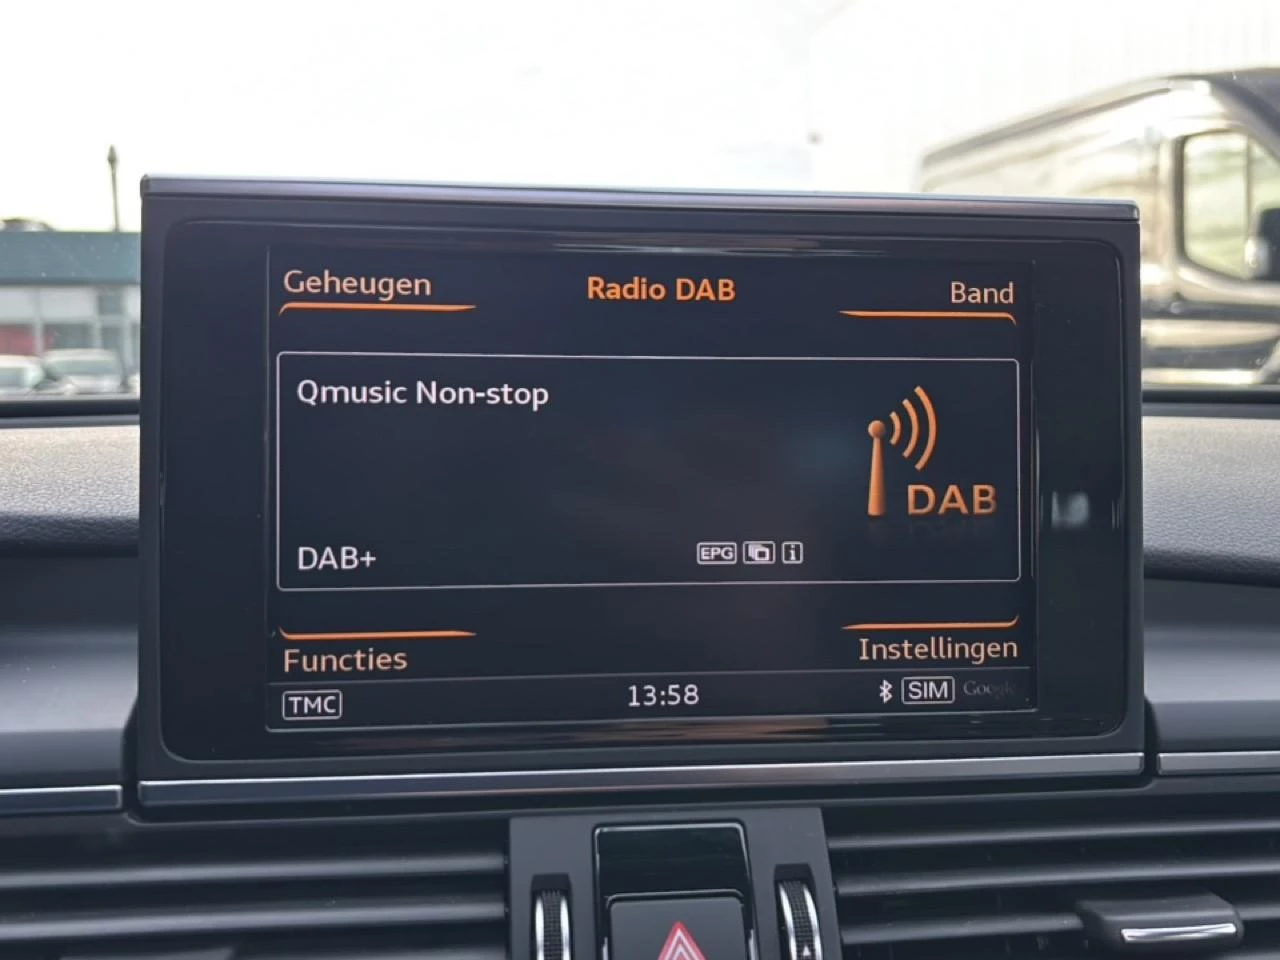 Geheugen
Radio DAB
Band
Qmusic Non-stop
DAB
DAB+
EPG
i
Functies
Instellingen
TMC
13:58
SIM
Google